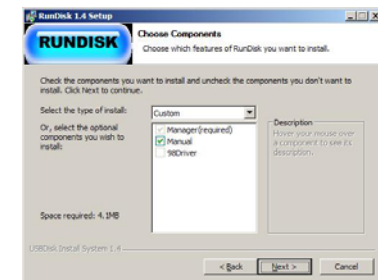 RunDisk 1.4 Setup
RUNDISK
Choose Components
Choose which features of RunDisk you want to install.
Check the components you want to install and uncheck the components you don't want to
install. Click Next to continue.
Select the type of install:
Custom
Or, select the optional
components you wish to
install:
Manager(required)
Manual
98Driver
Description
Hover your mouse over
a component to see its
description.
Space required: 4.1MB
USBDisk Install System 1.4
< Back
Next >
Cancel